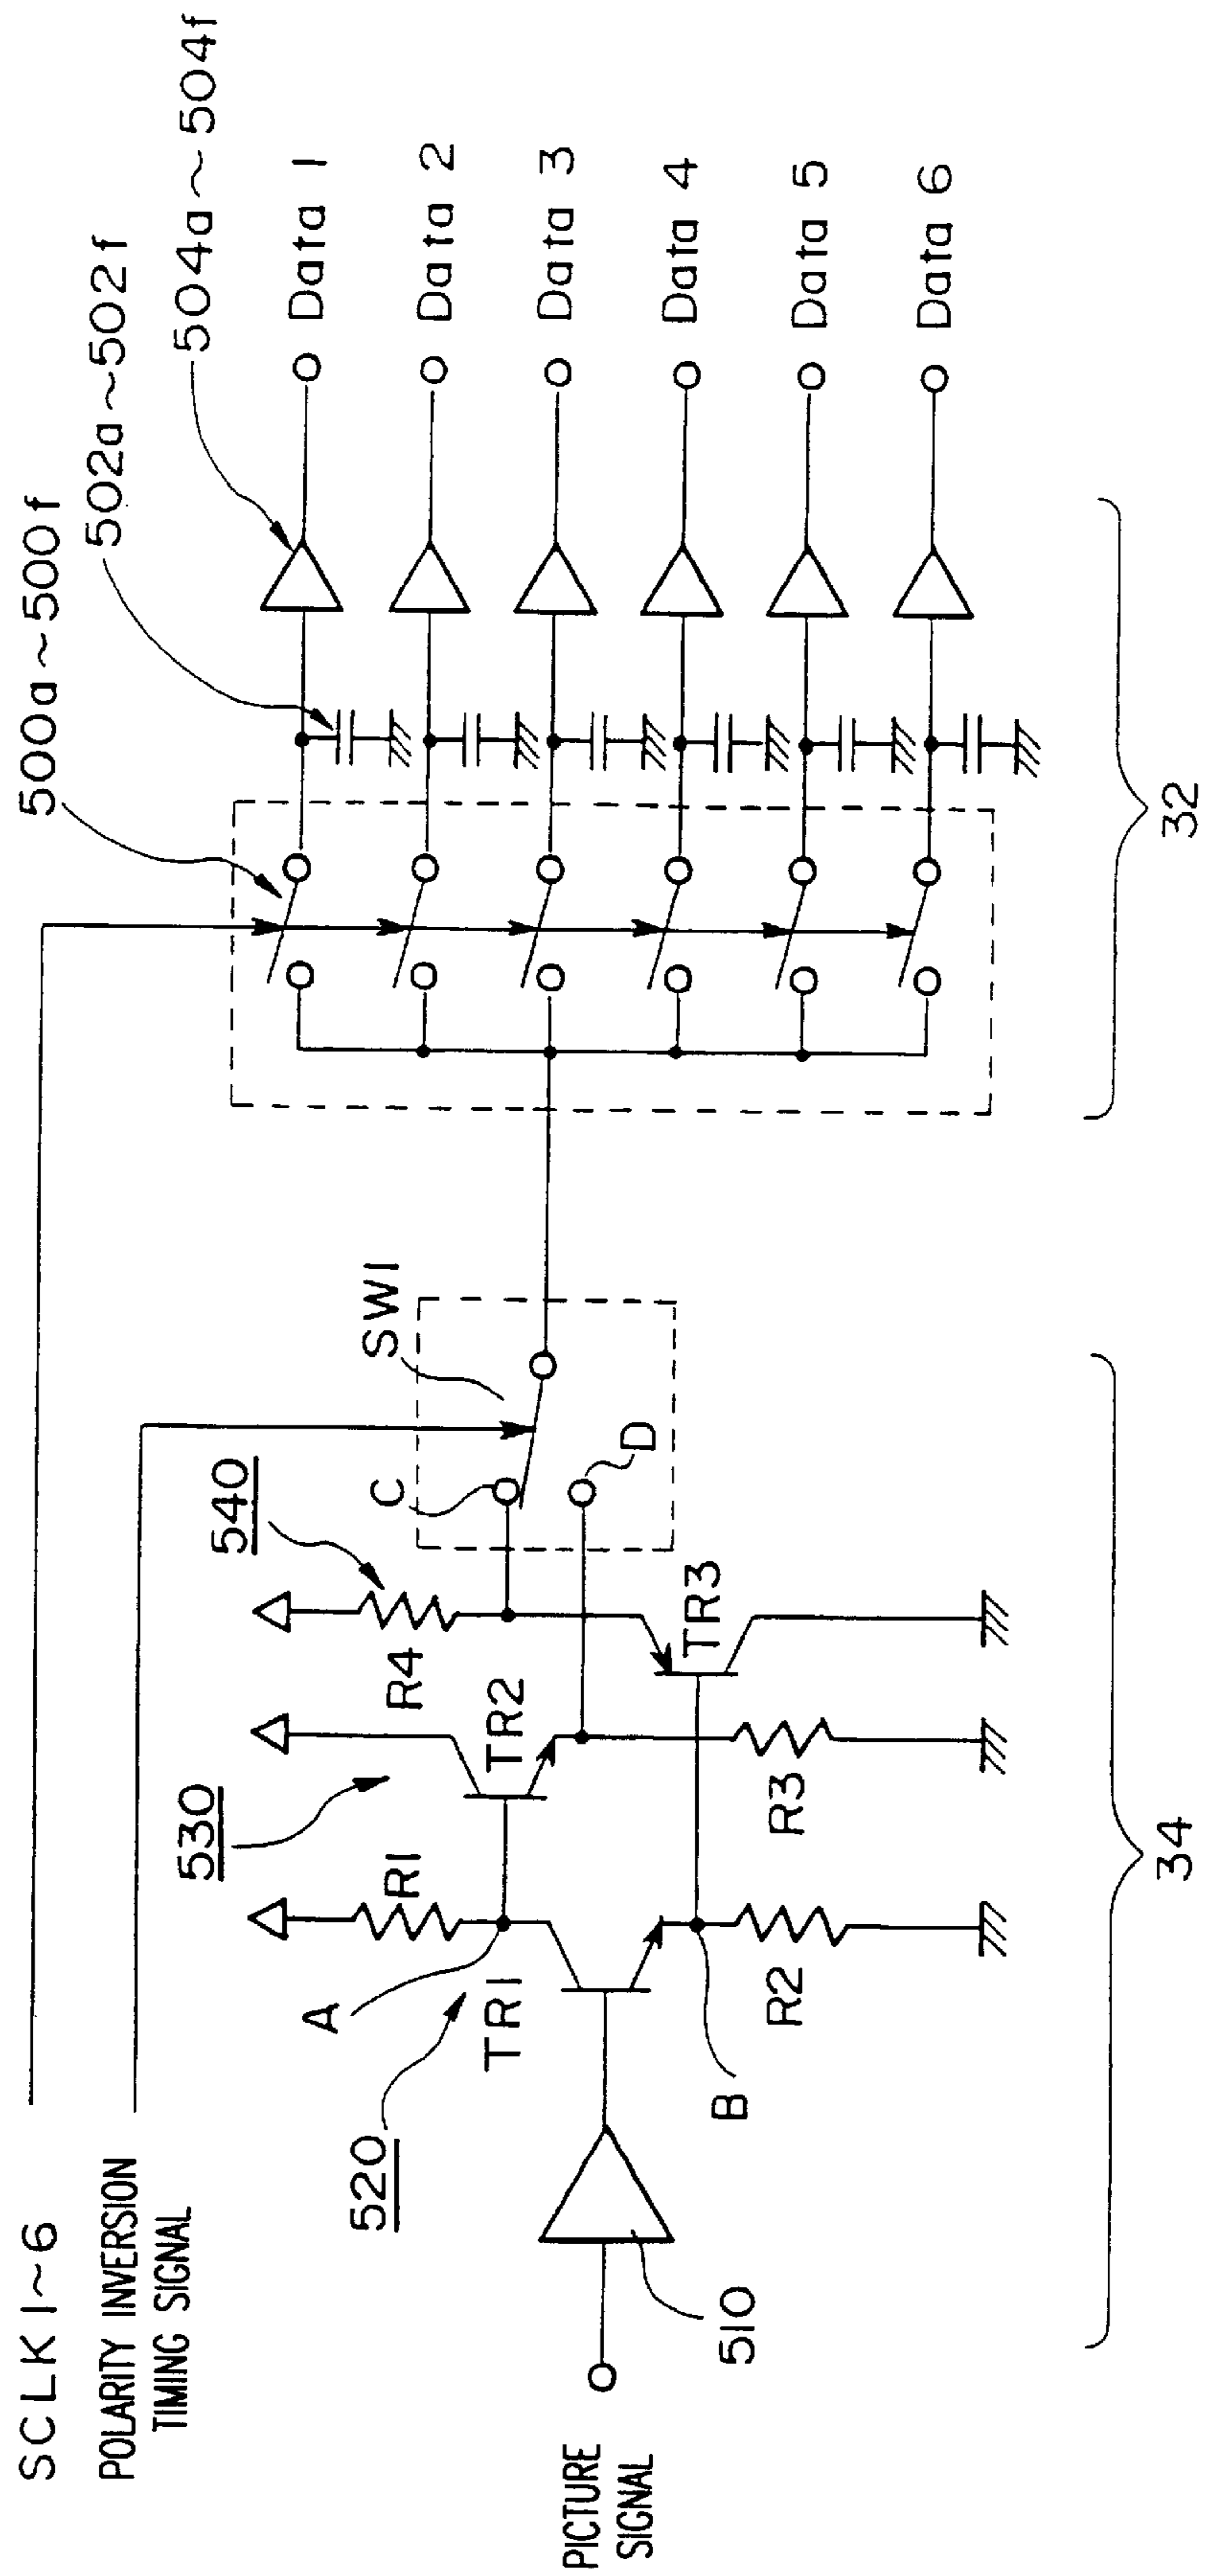 SCLK 1~6
POLARITY INVERSION
TIMING SIGNAL
PICTURE
SIGNAL
510
520
TR1
A
B
R1
R2
530
TR2
R3
540
R4
TR3
C
D
SW1
34
500a~500f
502a~502f
504a~504f
Data 1
Data 2
Data 3
Data 4
Data 5
Data 6
32